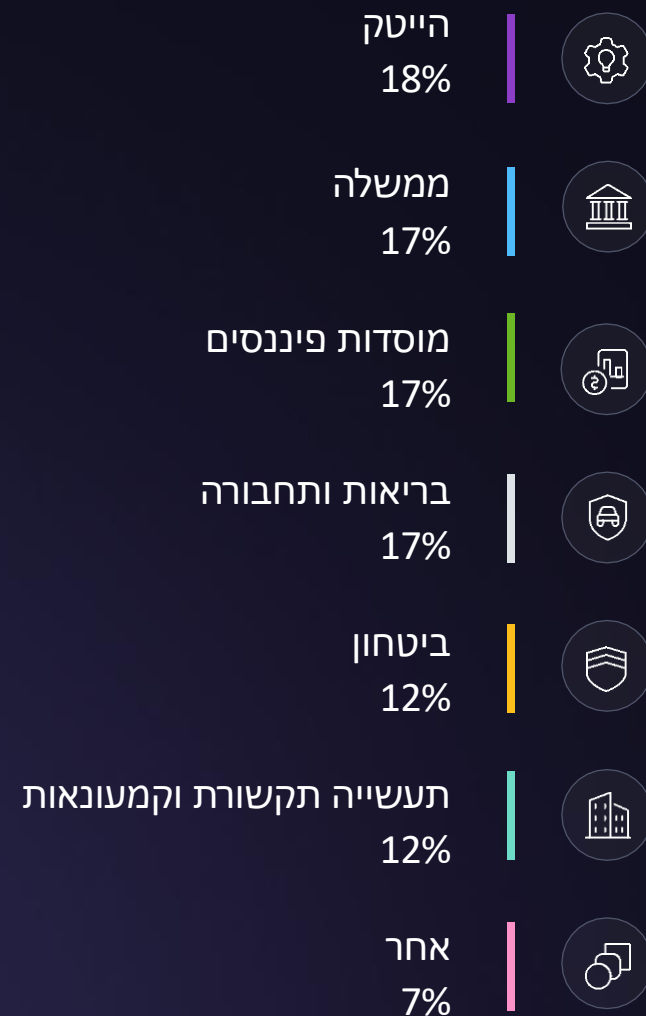 הייטק
18%
ממשלה
17%
מוסדות פיננסים
17%
בריאות ותחבורה
17%
ביטחון
12%
תעשייה תקשורת וקמעונאות
12%
אחר
7%